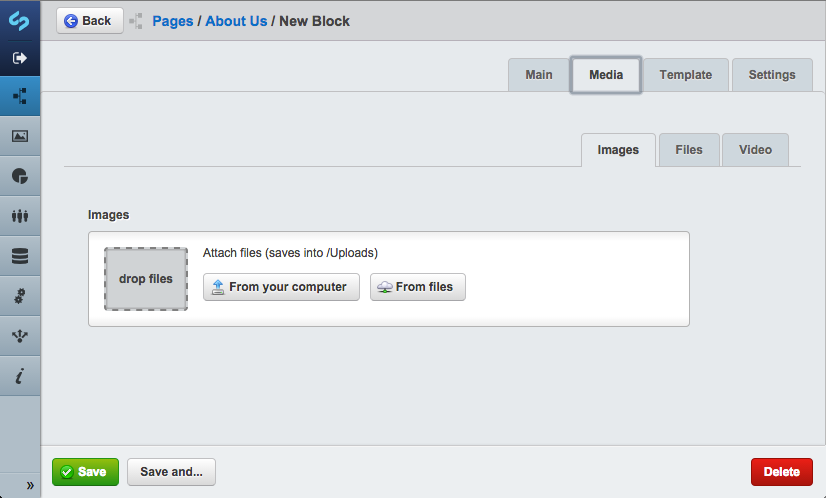 Back
Pages / About Us / New Block
Main
Media
Template
Settings
Images
Files
Video
Images
drop files
Attach files (saves into /Uploads)
From your computer
From files
Save
Save and...
Delete
»